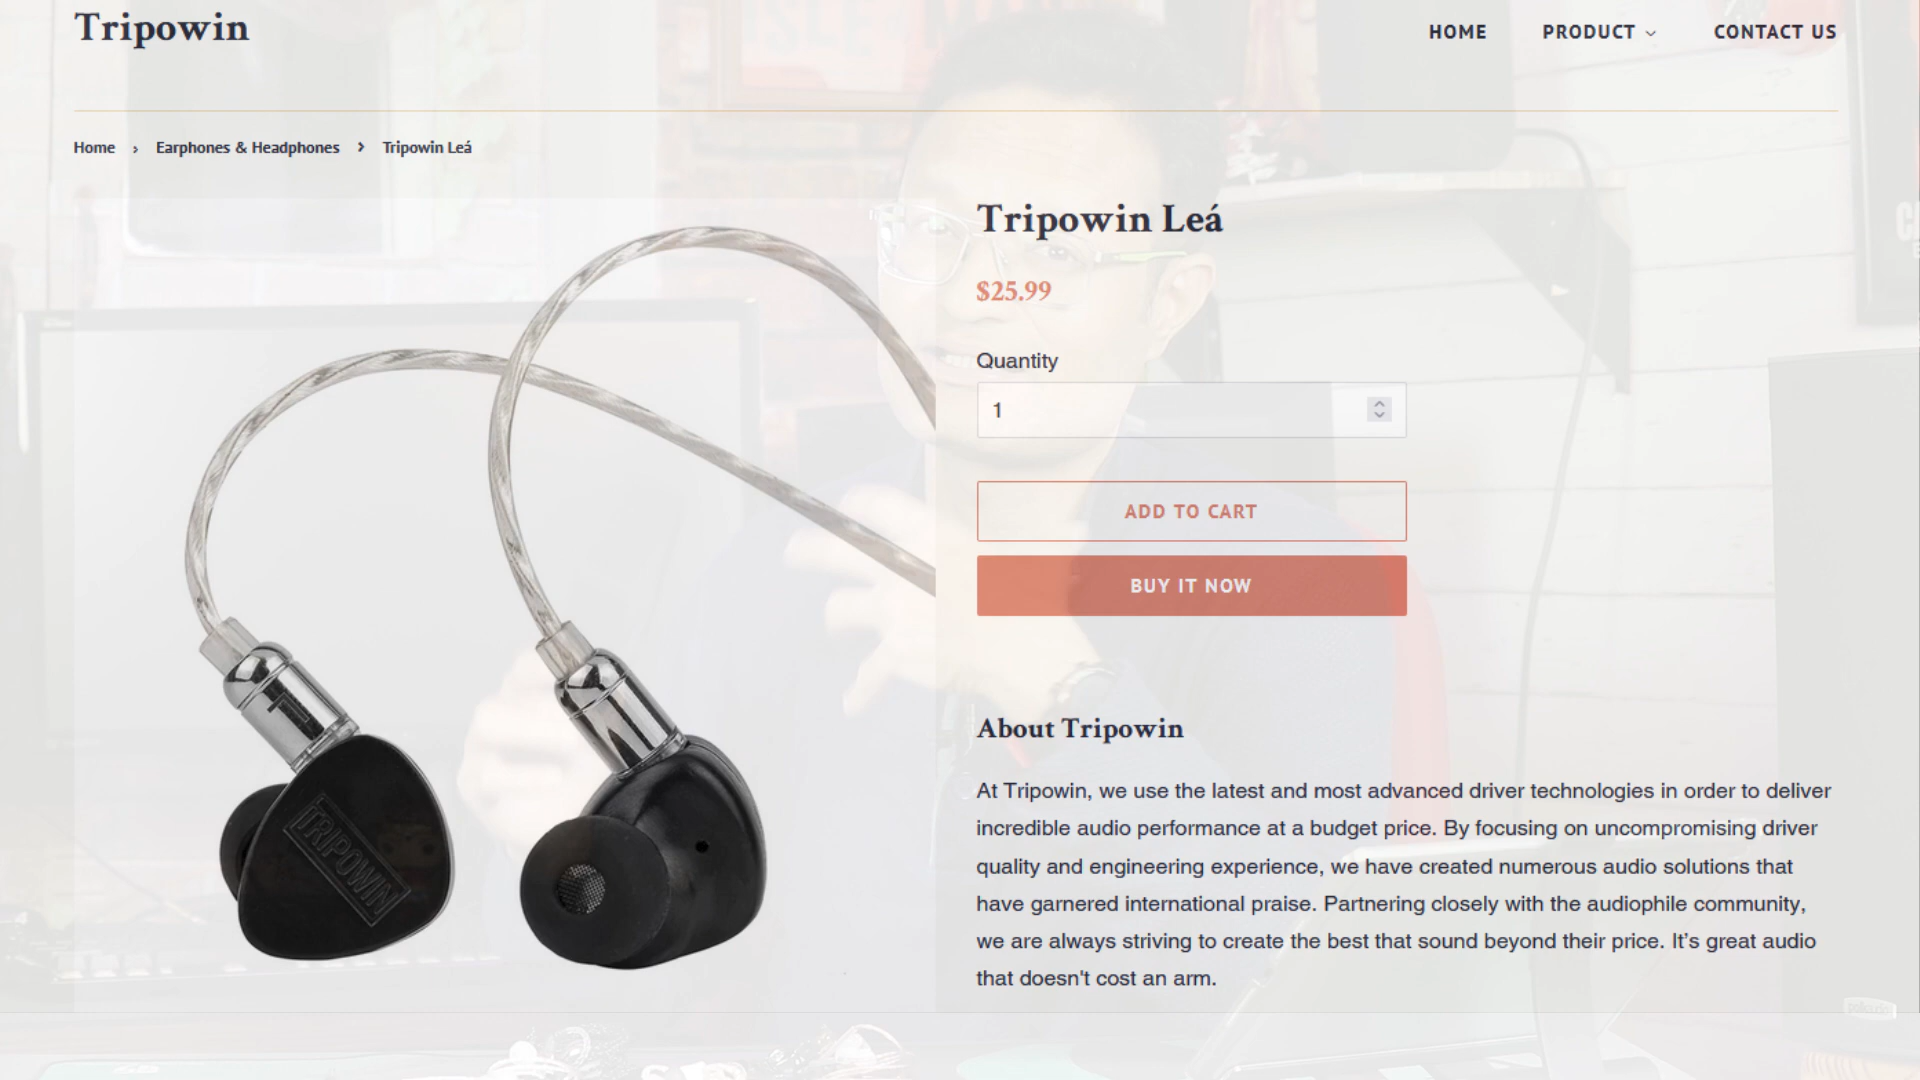 Tripowin
HOME
PRODUCT
CONTACT US
Home › Earphones & Headphones › Tripowin Leá
Tripowin Leá
$25.99
Quantity
1
ADD TO CART
BUY IT NOW
About Tripowin
At Tripowin, we use the latest and most advanced driver technologies in order to deliver
incredible audio performance at a budget price. By focusing on uncompromising driver
quality and engineering experience, we have created numerous audio solutions that
have garnered international praise. Partnering closely with the audiophile community,
we are always striving to create the best that sound beyond their price. It’s great audio
that doesn't cost an arm.
TRIPOWIN